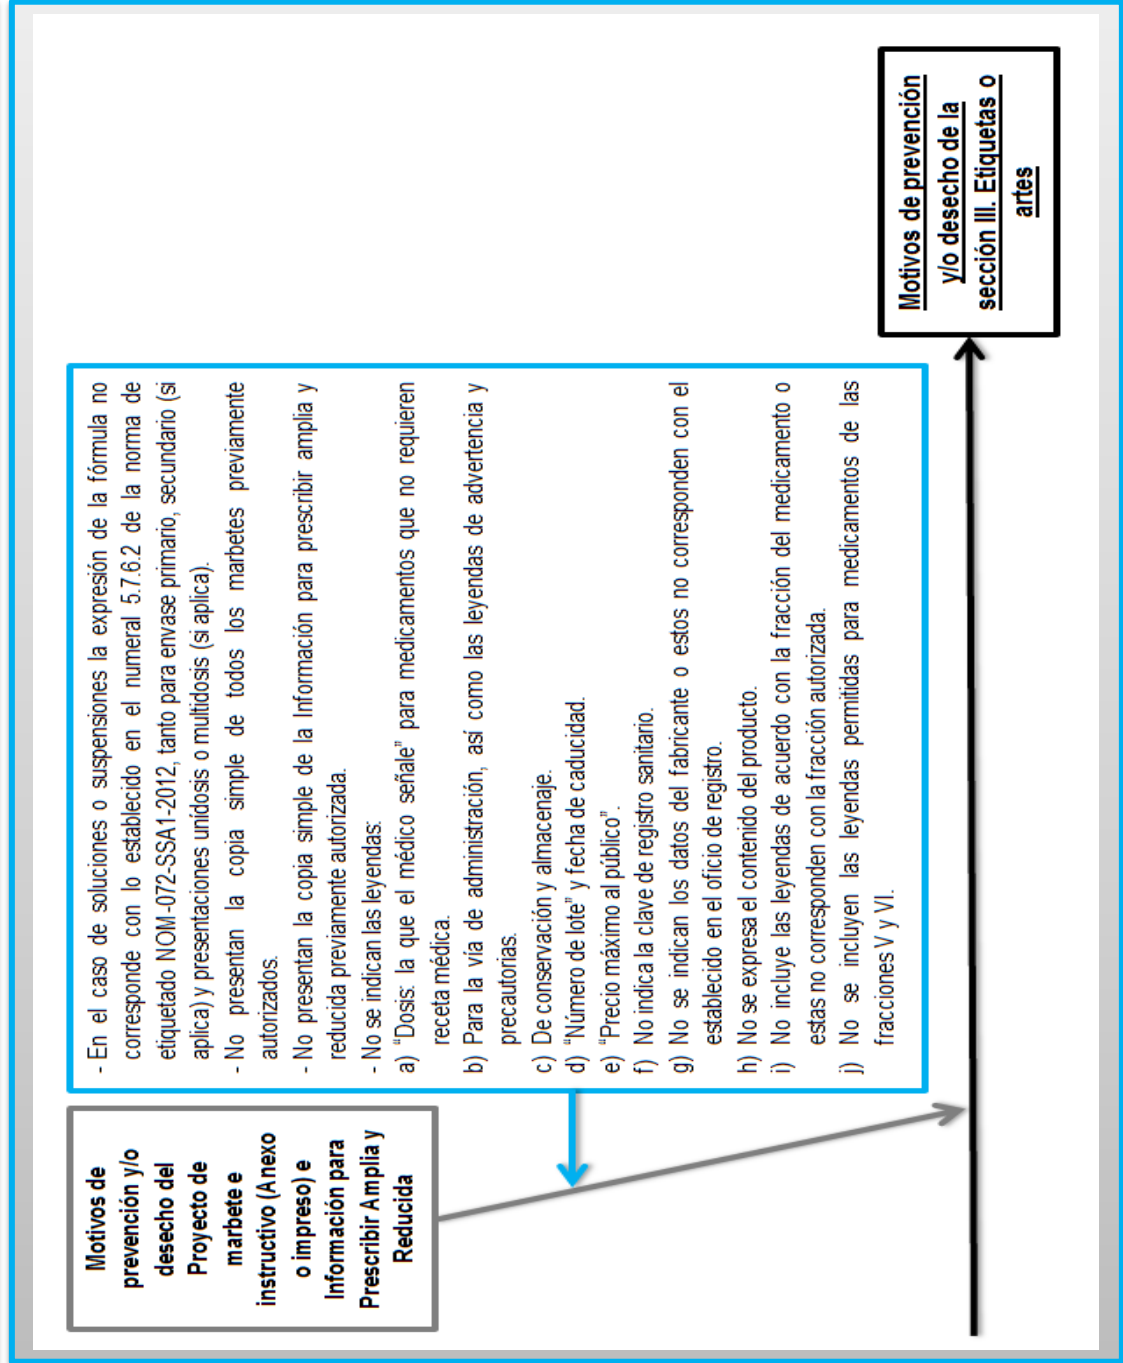 Motivos de
prevención y/o
desecho del
Proyecto de
marbete e
instructivo (Anexo
o impreso) e
Información para
Prescribir Amplia y
Reducida
- En el caso de soluciones o suspensiones la expresión de la fórmula no
corresponde con lo establecido en el numeral 5.7.6.2 de la norma de
etiquetado NOM-072-SSA1-2012, tanto para envase primario, secundario (si
aplica) y presentaciones unídosis o multidosis (si aplica).
- No presentan la copia simple de todos los marbetes previamente
autorizados.
- No presentan la copia simple de la Información para prescribir amplia y
reducida previamente autorizada.
- No se indican las leyendas:
a) “Dosis: la que el médico señale” para medicamentos que no requieren
receta médica.
b) Para la vía de administración, así como las leyendas de advertencia y
precautorias.
c) De conservación y almacenaje.
d) “Número de lote” y fecha de caducidad.
e) “Precio máximo al público”.
f) No indica la clave de registro sanitario.
g) No se indican los datos del fabricante o estos no corresponden con el
establecido en el oficio de registro.
h) No se expresa el contenido del producto.
i) No incluye las leyendas de acuerdo con la fracción del medicamento o
estas no corresponden con la fracción autorizada.
j) No se incluyen las leyendas permitidas para medicamentos de las
fracciones V y VI.
Motivos de prevención
y/o desecho de la
sección III. Etiquetas o
artes